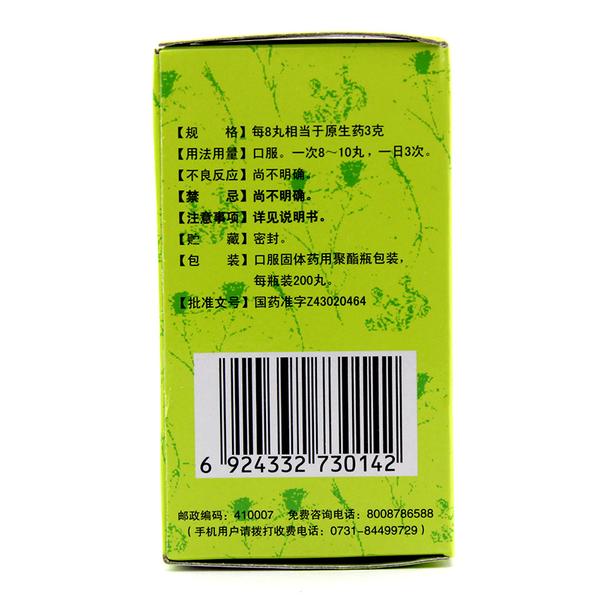 【规　　格】每8丸相当于原生药3克
【用法用量】口服。一次8～10丸，一日3次。
【不良反应】尚不明确。
【禁　　忌】尚不明确。
【注意事项】详见说明书。
【贮　　藏】密封。
【包　　装】口服固体药用聚酯瓶包装，
每瓶装200丸。
【批准文号】国药准字Z43020464
6 924332 730142
邮政编码：410007　免费咨询电话：8008786588
（手机用户请拨打收费电话：0731-84499729）